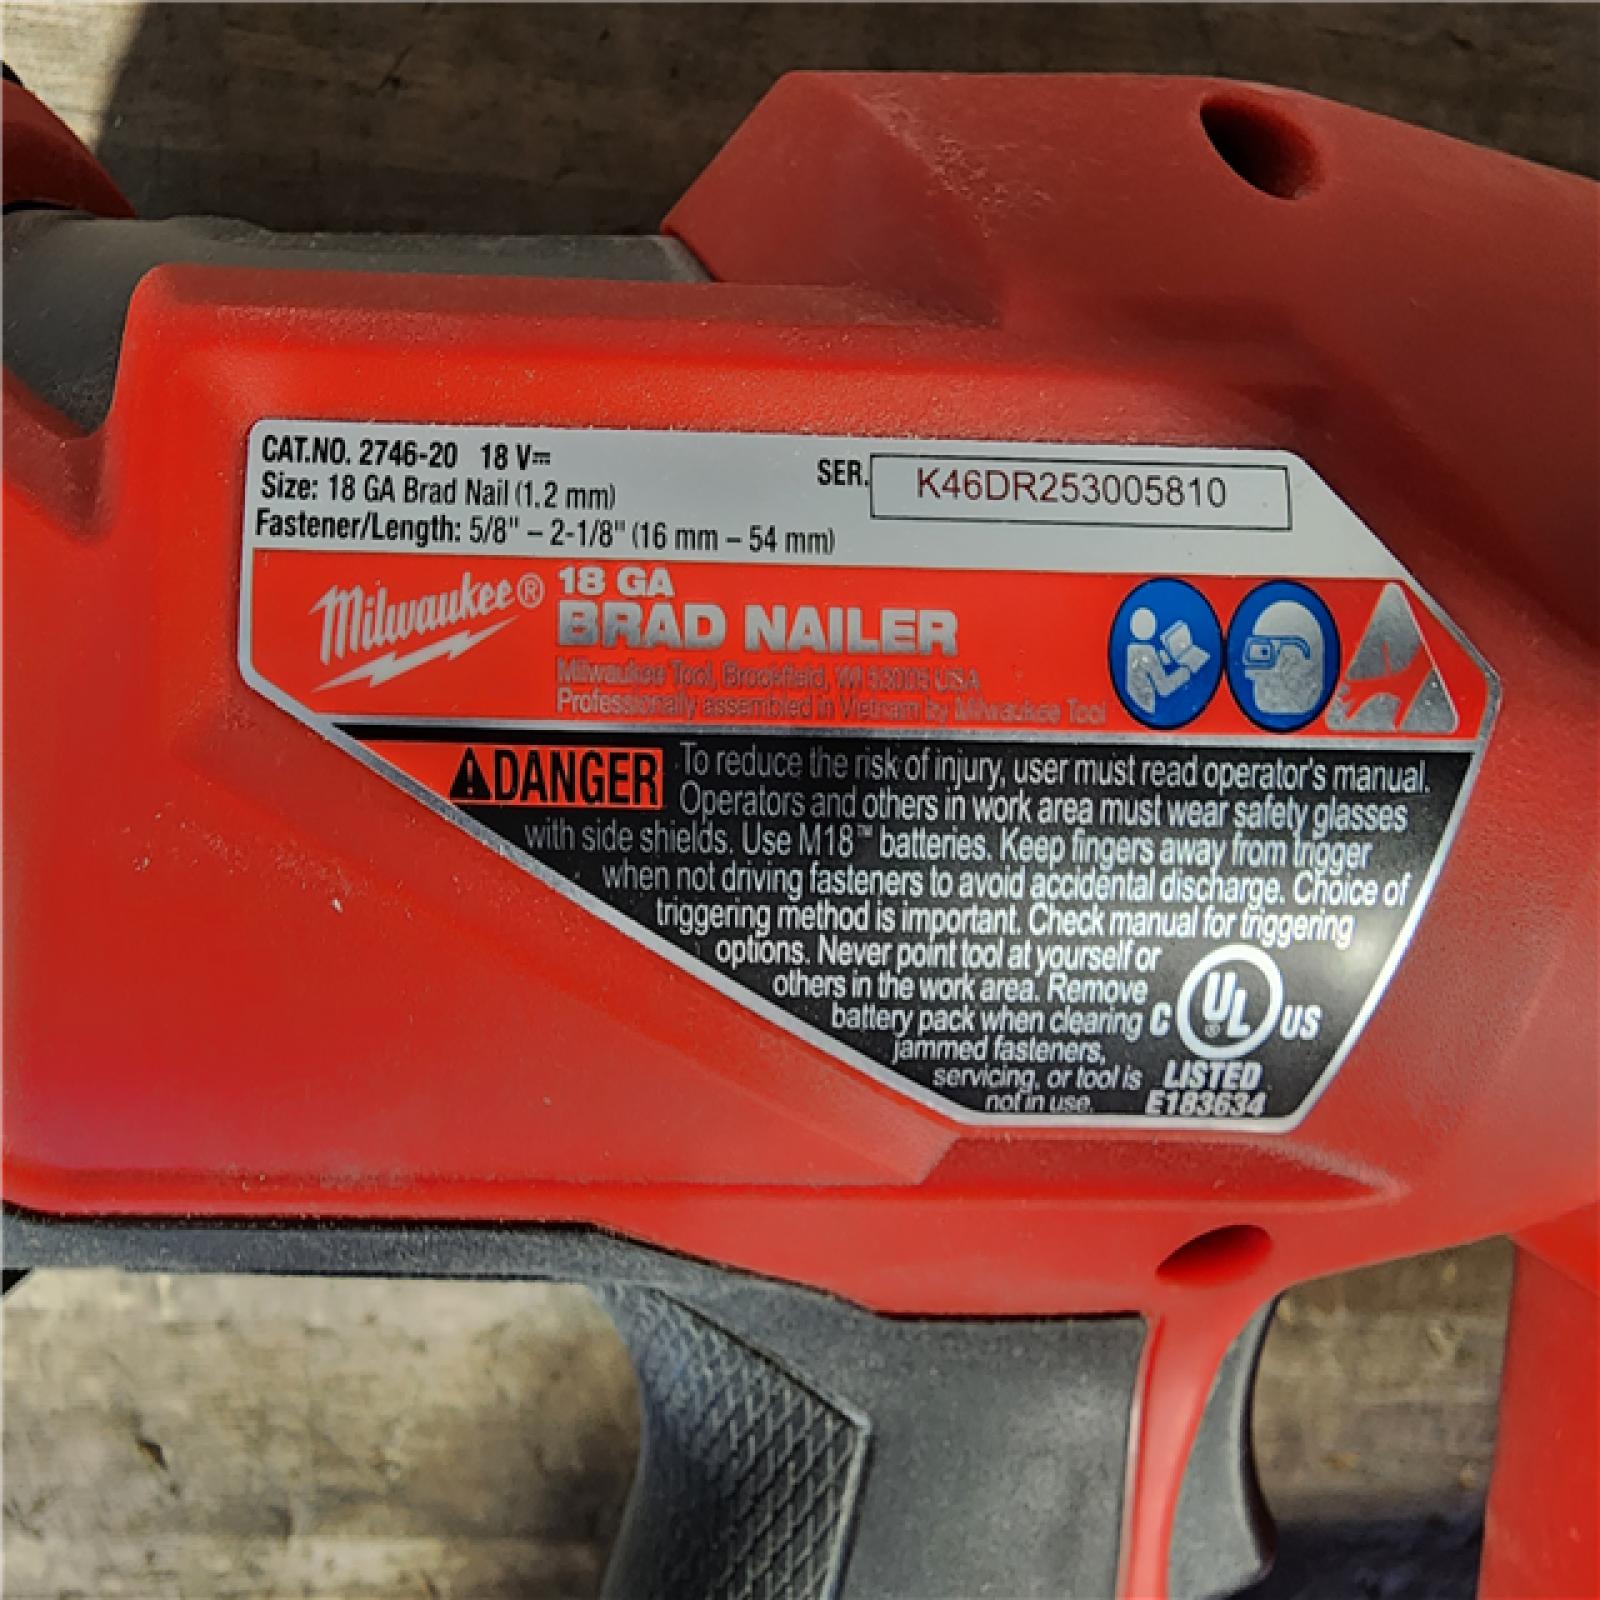 CAT.NO. 2746-20 18 V⎓
SER. K46DR253005810
Size: 18 GA Brad Nail (1.2 mm)
Fastener/Length: 5/8" – 2-1/8" (16 mm – 54 mm)
Milwaukee®
18 GA
BRAD NAILER
Milwaukee Tool, Brookfield, WI 53005 USA
Professionally assembled in Vietnam by Milwaukee Tool
DANGER To reduce the risk of injury, user must read operator's manual.
Operators and others in work area must wear safety glasses
with side shields. Use M18™ batteries. Keep fingers away from trigger
when not driving fasteners to avoid accidental discharge. Choice of
triggering method is important. Check manual for triggering
options. Never point tool at yourself or
others in the work area. Remove
battery pack when clearing
jammed fasteners,
servicing, or tool is
not in use.
C UL® US
LISTED
E183634